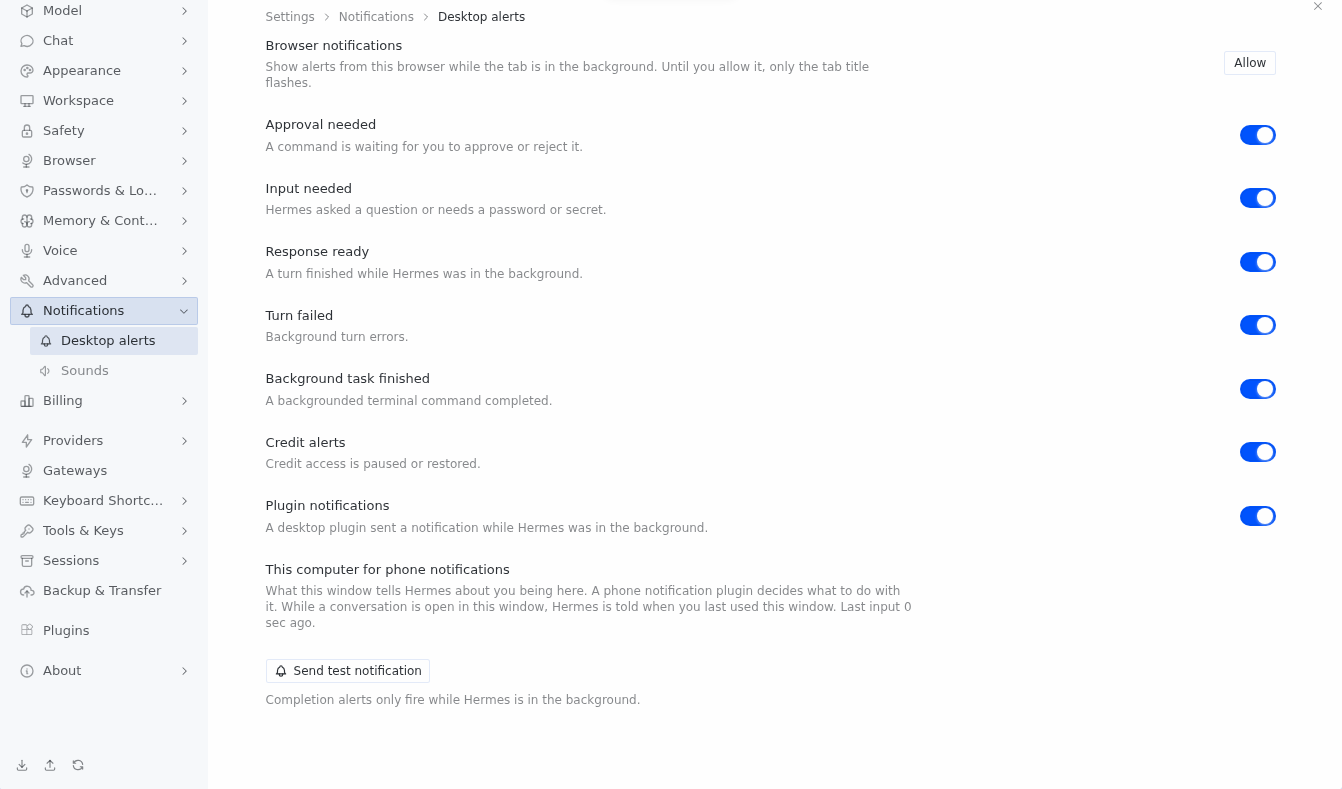 Model
Chat
Appearance
Workspace
Safety
Browser
Passwords & Lo...
Memory & Cont...
Voice
Advanced
Notifications
Desktop alerts
Sounds
Billing
Providers
Gateways
Keyboard Shortc...
Tools & Keys
Sessions
Backup & Transfer
Plugins
About
Settings > Notifications > Desktop alerts
Browser notifications
Show alerts from this browser while the tab is in the background. Until you allow it, only the tab title
flashes.
Allow
Approval needed
A command is waiting for you to approve or reject it.
Input needed
Hermes asked a question or needs a password or secret.
Response ready
A turn finished while Hermes was in the background.
Turn failed
Background turn errors.
Background task finished
A backgrounded terminal command completed.
Credit alerts
Credit access is paused or restored.
Plugin notifications
A desktop plugin sent a notification while Hermes was in the background.
This computer for phone notifications
What this window tells Hermes about you being here. A phone notification plugin decides what to do with
it. While a conversation is open in this window, Hermes is told when you last used this window. Last input 0
sec ago.
Send test notification
Completion alerts only fire while Hermes is in the background.